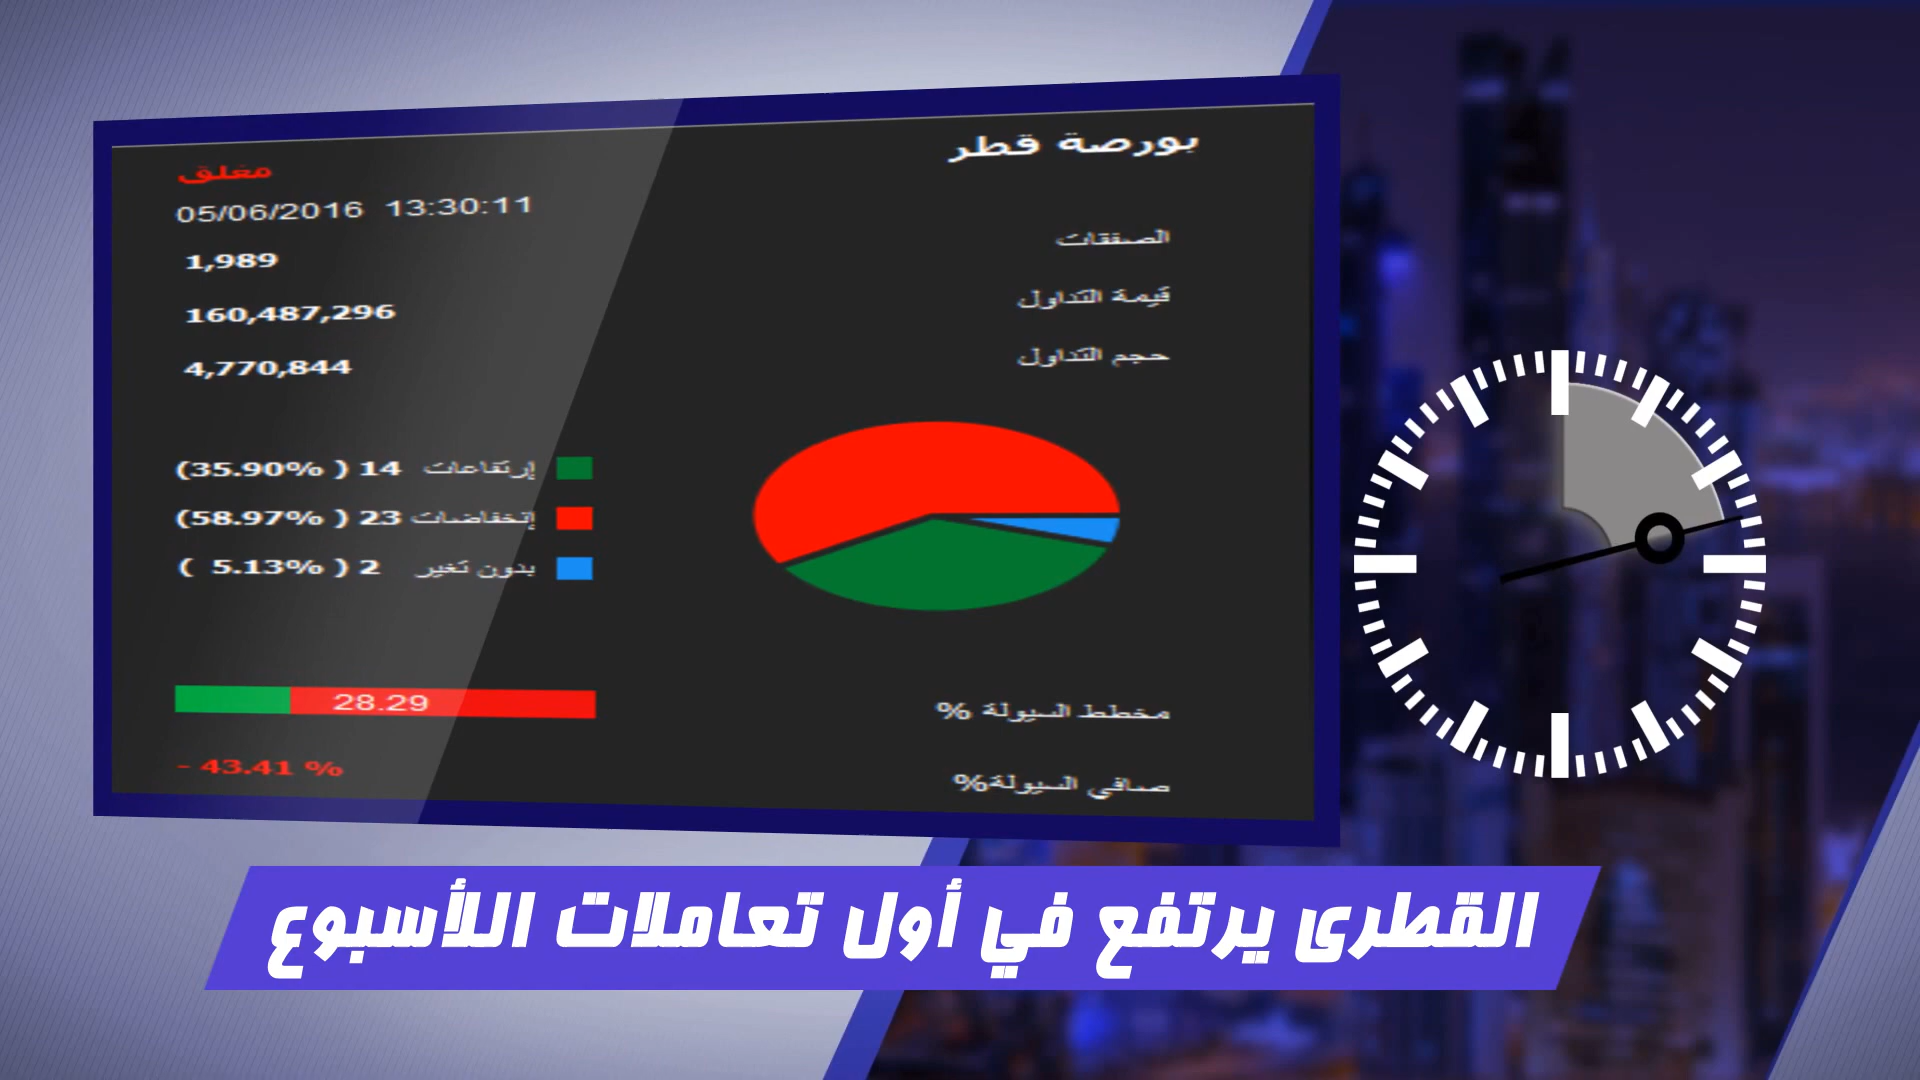 بورصة قطر
مغلق
05/06/2016 13:30:11
الصفقات 1,989
قيمة التداول 160,487,296
حجم التداول 4,770,844
إرتفاعات 14 ( 35.90%)
إنخفاضات 23 ( 58.97%)
بدون تغير 2 ( 5.13% )
مخطط السيولة % 28.29
صافي السيولة% - 43.41 %
القطرى يرتفع في أول تعاملات اللأسبوع